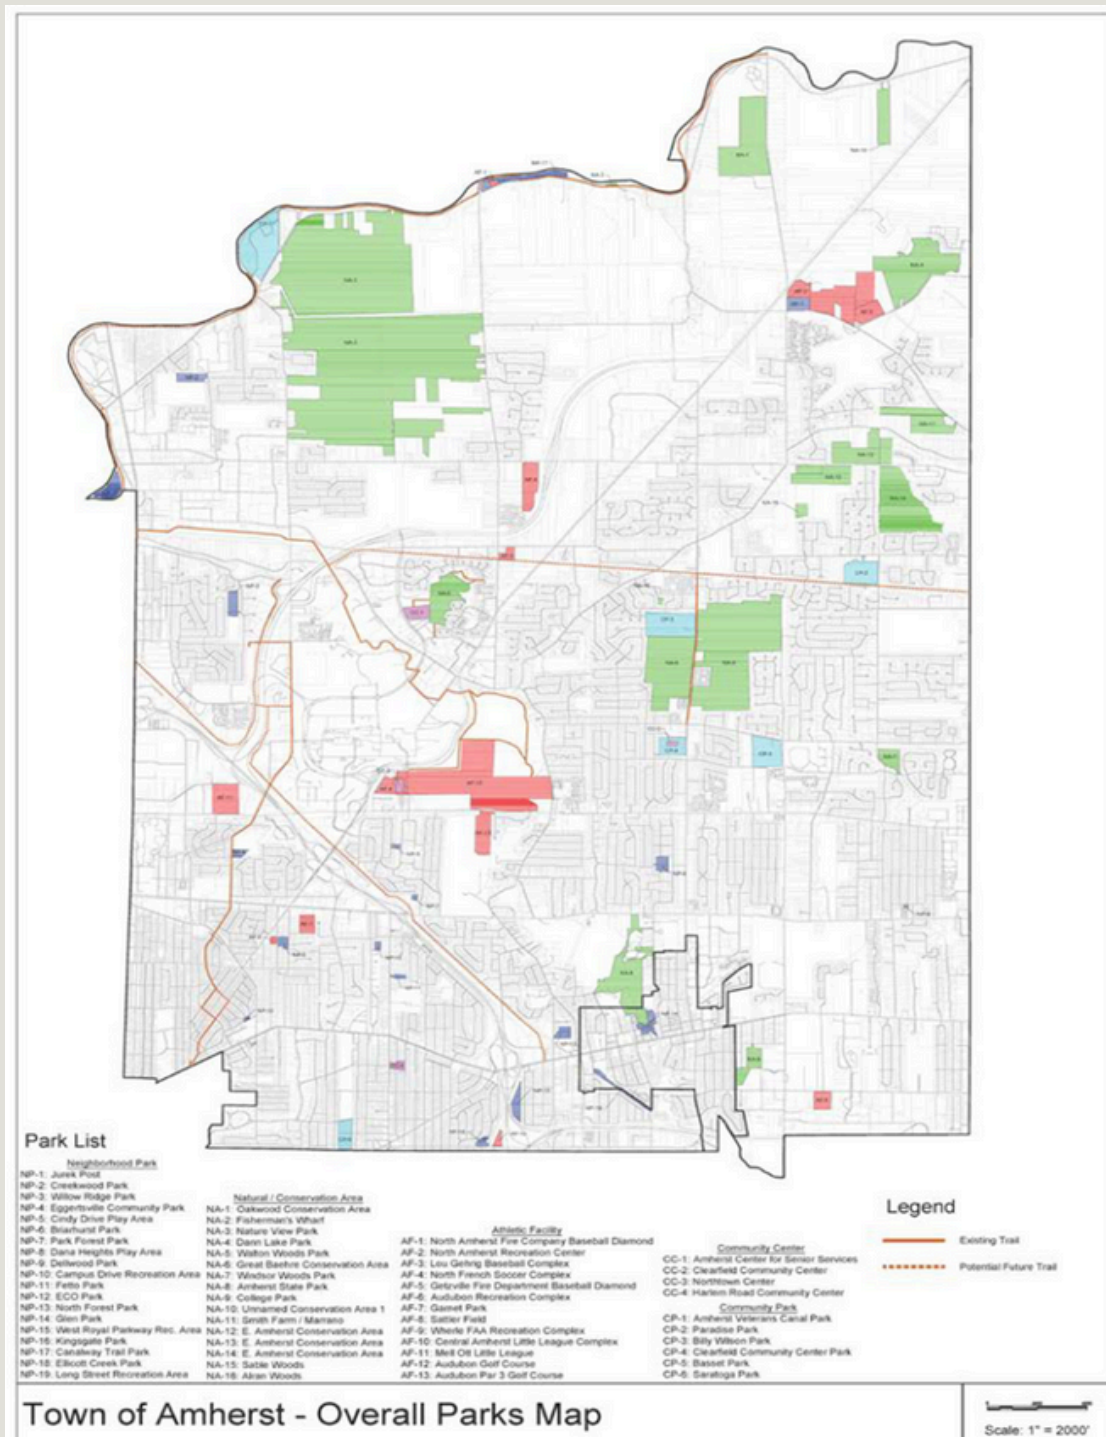 Park List
Neighborhood Park
NP-1: Jurek Post
NP-2: Creekwood Park
NP-3: Willow Ridge Park
NP-4: Eggertsville Community Park
NP-5: Cindy Drive Play Area
NP-6: Briarhurst Park
NP-7: Park Forest Park
NP-8: Dana Heights Play Area
NP-9: Dellwood Park
NP-10: Campus Drive Recreation Area
NP-11: Fetto Park
NP-12: ECO Park
NP-13: North Forest Park
NP-14: Glen Park
NP-15: West Royal Parkway Rec. Area
NP-16: Kingsgate Park
NP-17: Canalway Trail Park
NP-18: Ellicott Creek Park
NP-19: Long Street Recreation Area
Natural / Conservation Area
NA-1: Oakwood Conservation Area
NA-2: Fisherman's Wharf
NA-3: Nature View Park
NA-4: Dann Lake Park
NA-5: Walton Woods Park
NA-6: Great Baehre Conservation Area
NA-7: Windsor Woods Park
NA-8: Amherst State Park
NA-9: College Park
NA-10: Unnamed Conservation Area 1
NA-11: Smith Farm / Marrano
NA-12: E. Amherst Conservation Area
NA-13: E. Amherst Conservation Area
NA-14: E. Amherst Conservation Area
NA-15: Sable Woods
NA-16: Alran Woods
Athletic Facility
AF-1: North Amherst Fire Company Baseball Diamond
AF-2: North Amherst Recreation Center
AF-3: Lou Gehrig Baseball Complex
AF-4: North French Soccer Complex
AF-5: Getzville Fire Department Baseball Diamond
AF-6: Audubon Recreation Complex
AF-7: Garnet Park
AF-8: Sattler Field
AF-9: Wherle FAA Recreation Complex
AF-10: Central Amherst Little League Complex
AF-11: Mell Ott Little League
AF-12: Audubon Golf Course
AF-13: Audubon Par 3 Golf Course
Community Center
CC-1: Amherst Center for Senior Services
CC-2: Clearfield Community Center
CC-3: Northtown Center
CC-4: Harlem Road Community Center
Community Park
CP-1: Amherst Veterans Canal Park
CP-2: Paradise Park
CP-3: Billy Wilson Park
CP-4: Clearfield Community Center Park
CP-5: Basset Park
CP-6: Saratoga Park
Legend
Existing Trail
Potential Future Trail
Town of Amherst - Overall Parks Map
Scale: 1" = 2000'